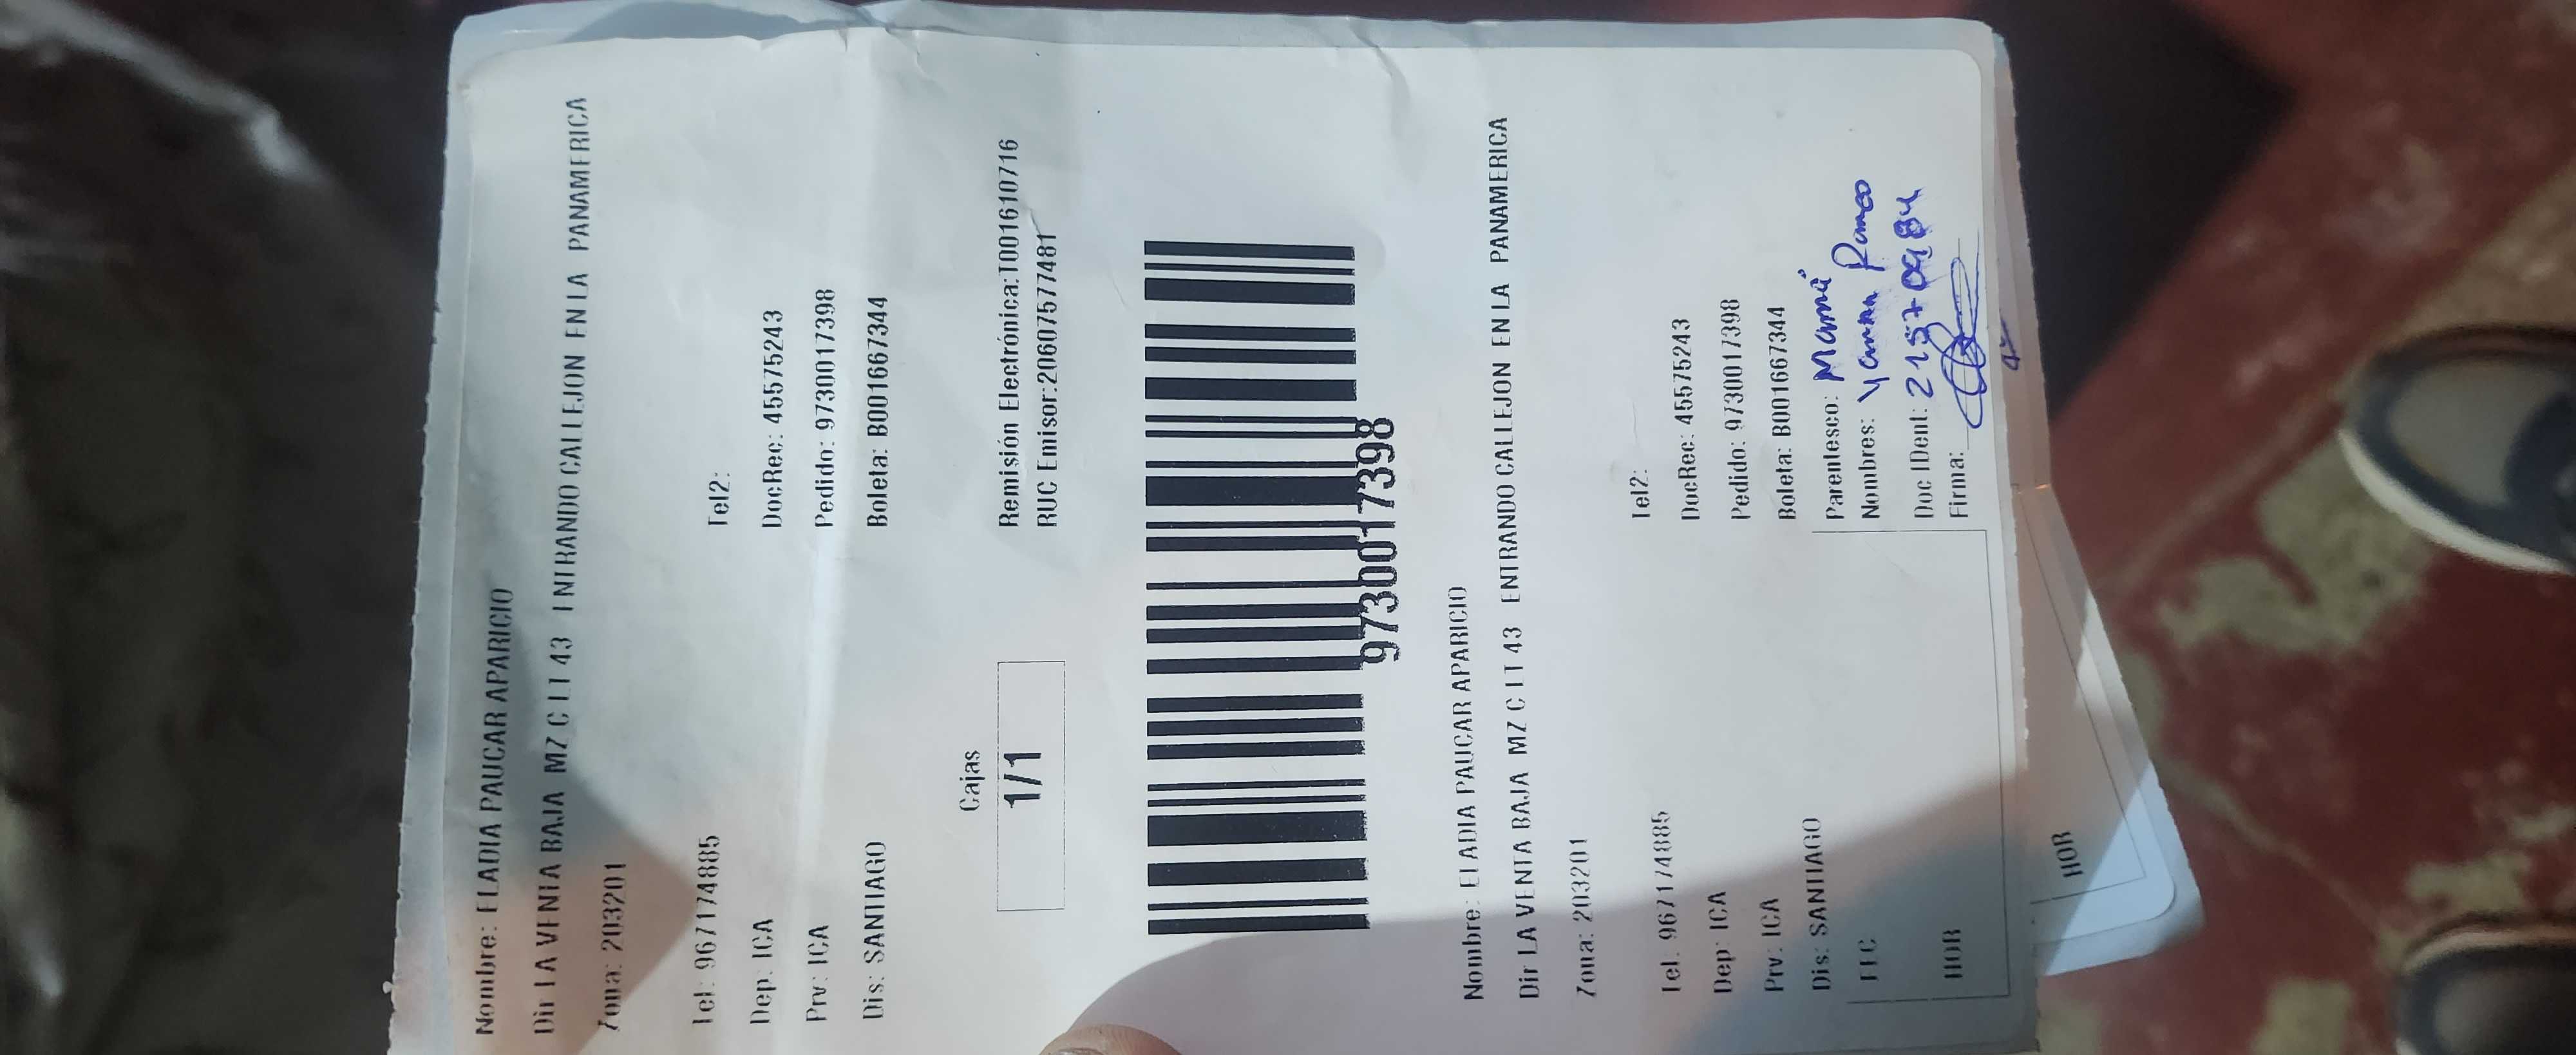 Nombre: ELADIA PAUCAR APARICIO
Dir LA VENTA BAJA MZ C LT 43 ENTRANDO CALLEJON EN LA PANAMERICA
Zona: 203201
Tel: 967174885 Tel2:
Dep: ICA DocRec: 45575243
Prv: ICA Pedido: 9730017398
Dis: SANTIAGO Boleta: B001667344
Cajas
1/1
Remisión Electrónica:T001610716
RUC Emisor:20607577481
9730017398
Nombre: ELADIA PAUCAR APARICIO
Dir LA VENTA BAJA MZ C LT 43 ENTRANDO CALLEJON EN LA PANAMERICA
Zona: 203201
Tel: 967174885 Tel2:
Dep: ICA DocRec: 45575243
Prv: ICA Pedido: 9730017398
Dis: SANTIAGO Boleta: B001667344
FEC
HOR
Parentesco: Mamá
Nombres:
Doc IDent:
Firma:
HOR